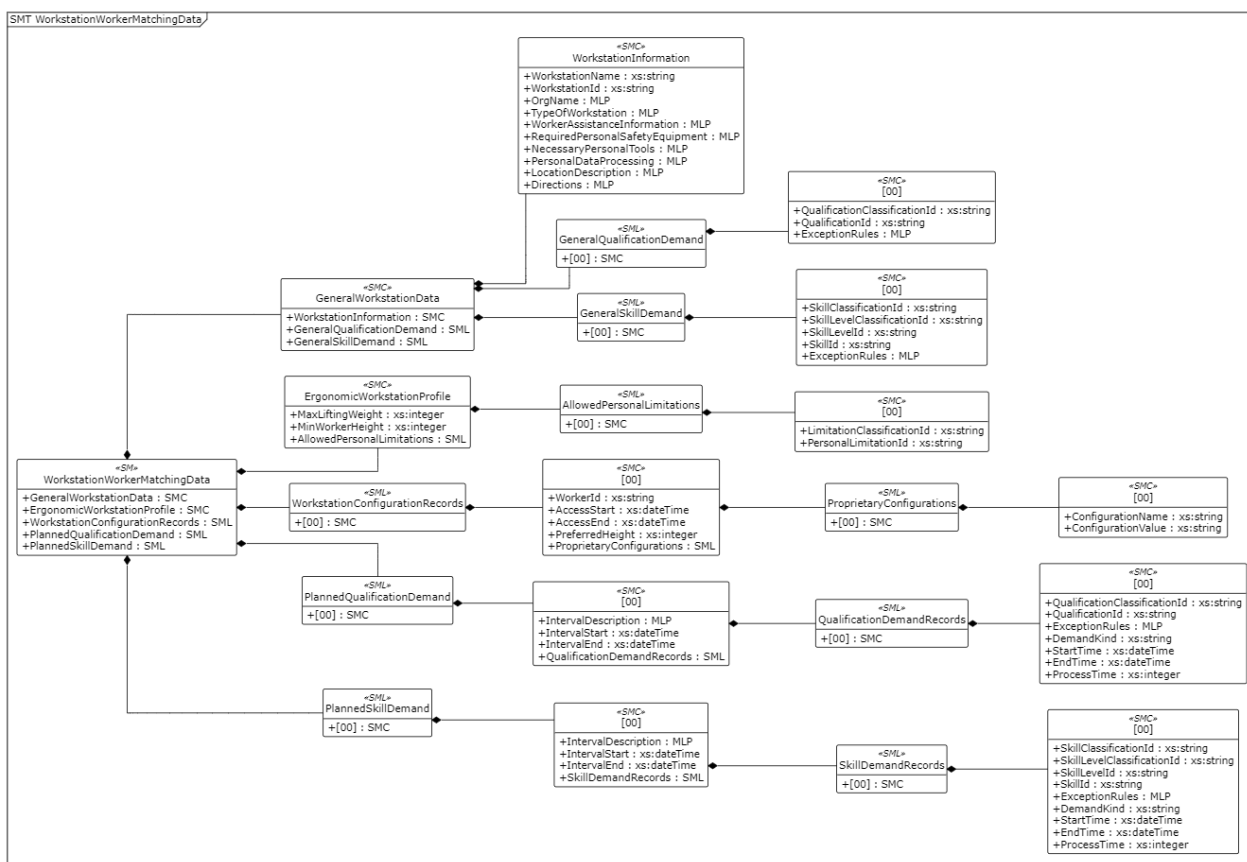 SMT WorkstationWorkerMatchingData
«SMC»
WorkstationInformation
+WorkstationName : xs:string
+WorkstationId : xs:string
+OrgName : MLP
+TypeOfWorkstation : MLP
+WorkerAssistanceInformation : MLP
+RequiredPersonalSafetyEquipment : MLP
+NecessaryPersonalTools : MLP
+PersonalDataProcessing : MLP
+LocationDescription : MLP
+Directions : MLP
«SMC»
[00]
+QualificationClassificationId : xs:string
+QualificationId : xs:string
+ExceptionRules : MLP
«SML»
GeneralQualificationDemand
+[00] : SMC
«SMC»
GeneralWorkstationData
+WorkstationInformation : SMC
+GeneralQualificationDemand : SML
+GeneralSkillDemand : SML
«SML»
GeneralSkillDemand
+[00] : SMC
«SMC»
[00]
+SkillClassificationId : xs:string
+SkillLevelClassificationId : xs:string
+SkillLevelId : xs:string
+SkillId : xs:string
+ExceptionRules : MLP
«SMC»
ErgonomicWorkstationProfile
+MaxLiftingWeight : xs:integer
+MinWorkerHeight : xs:integer
+AllowedPersonalLimitations : SML
«SML»
AllowedPersonalLimitations
+[00] : SMC
«SMC»
[00]
+LimitationClassificationId : xs:string
+PersonalLimitationId : xs:string
«SM»
WorkstationWorkerMatchingData
+GeneralWorkstationData : SMC
+ErgonomicWorkstationProfile : SMC
+WorkstationConfigurationRecords : SML
+PlannedQualificationDemand : SML
+PlannedSkillDemand : SML
«SML»
WorkstationConfigurationRecords
+[00] : SMC
«SMC»
[00]
+WorkerId : xs:string
+AccessStart : xs:dateTime
+AccessEnd : xs:dateTime
+PreferredHeight : xs:integer
+ProprietaryConfigurations : SML
«SML»
ProprietaryConfigurations
+[00] : SMC
«SMC»
[00]
+ConfigurationName : xs:string
+ConfigurationValue : xs:string
«SML»
PlannedQualificationDemand
+[00] : SMC
«SMC»
[00]
+IntervalDescription : MLP
+IntervalStart : xs:dateTime
+IntervalEnd : xs:dateTime
+QualificationDemandRecords : SML
«SML»
QualificationDemandRecords
+[00] : SMC
«SMC»
[00]
+QualificationClassificationId : xs:string
+QualificationId : xs:string
+ExceptionRules : MLP
+DemandKind : xs:string
+StartTime : xs:dateTime
+EndTime : xs:dateTime
+ProcessTime : xs:integer
«SML»
PlannedSkillDemand
+[00] : SMC
«SMC»
[00]
+IntervalDescription : MLP
+IntervalStart : xs:dateTime
+IntervalEnd : xs:dateTime
+SkillDemandRecords : SML
«SML»
SkillDemandRecords
+[00] : SMC
«SMC»
[00]
+SkillClassificationId : xs:string
+SkillLevelClassificationId : xs:string
+SkillLevelId : xs:string
+SkillId : xs:string
+ExceptionRules : MLP
+DemandKind : xs:string
+StartTime : xs:dateTime
+EndTime : xs:dateTime
+ProcessTime : xs:integer